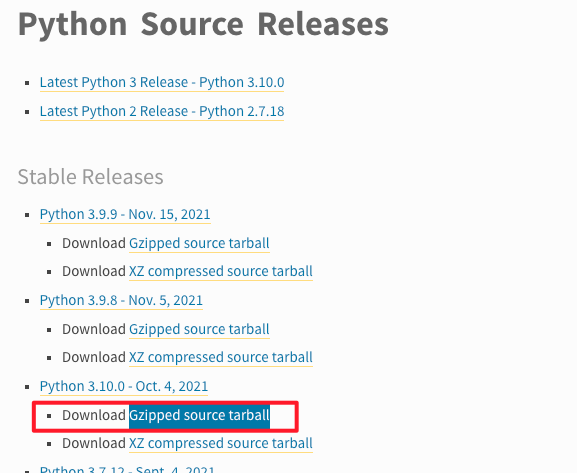 Python Source Releases
Latest Python 3 Release - Python 3.10.0
Latest Python 2 Release - Python 2.7.18
Stable Releases
Python 3.9.9 - Nov. 15, 2021
Download Gzipped source tarball
Download XZ compressed source tarball
Python 3.9.8 - Nov. 5, 2021
Download Gzipped source tarball
Download XZ compressed source tarball
Python 3.10.0 - Oct. 4, 2021
Download Gzipped source tarball
Download XZ compressed source tarball
Python 3.7.12 - Sept. 4, 2021